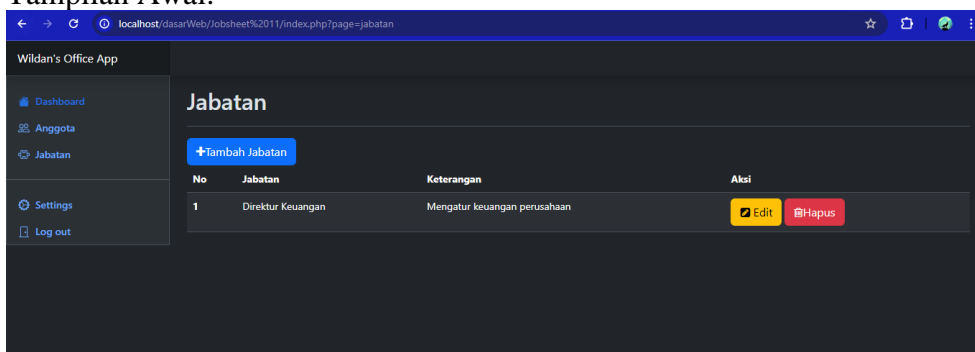 Tampilan Awal:
localhost/dasarWeb/Jobsheet%2011/index.php?page=jabatan
Wildan's Office App
Dashboard
Anggota
Jabatan
Settings
Log out
Jabatan
+Tambah Jabatan
No Jabatan Keterangan Aksi
1 Direktur Keuangan Mengatur keuangan perusahaan Edit Hapus